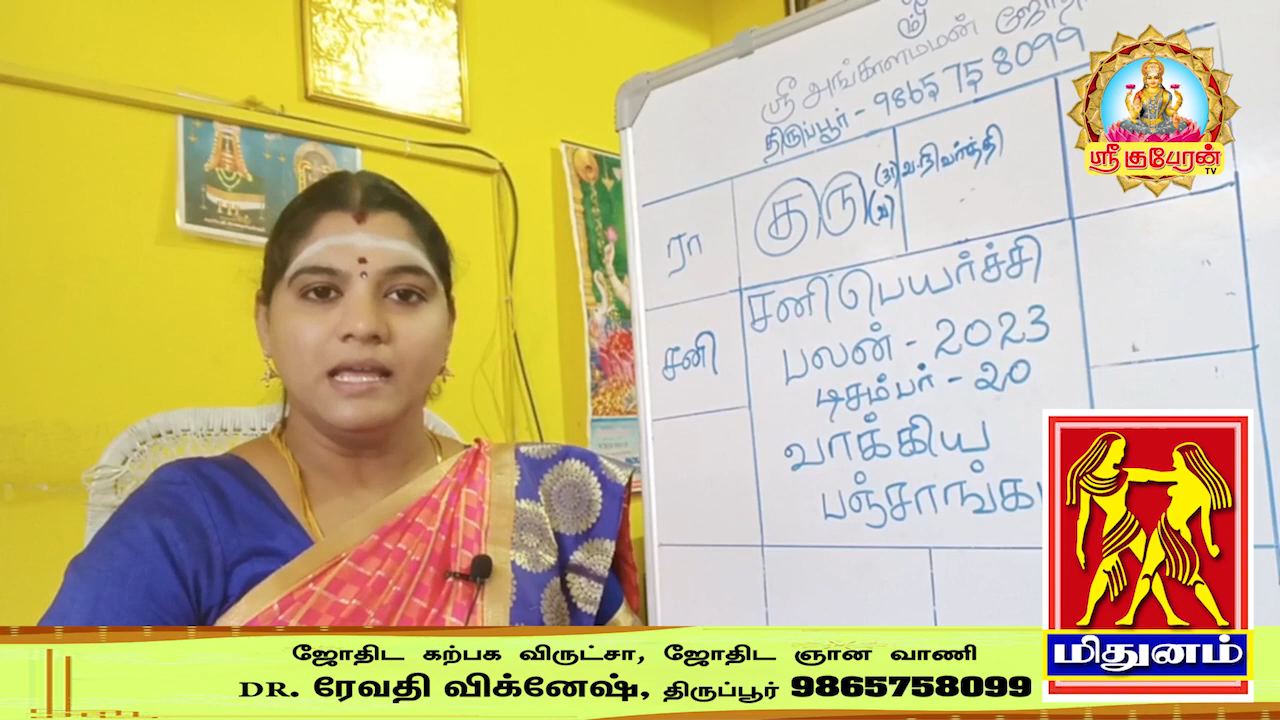 ஸ்ரீ அங்காளம்மன் ஜோ
திருப்பூர் - 9865758099
ஸ்ரீ குபேரன்
TV
ரா
குரு
(அ)
(வ)
வ.நிவர்த்தி
சனி
சனிபெயர்ச்சி
பலன் - 2023
டிசம்பர் - 20
வாக்கிய
பஞ்சாங்க
மிதுனம்
ஜோதிட கற்பக விருட்சா, ஜோதிட ஞான வாணி
DR. ரேவதி விக்னேஷ், திருப்பூர் 9865758099